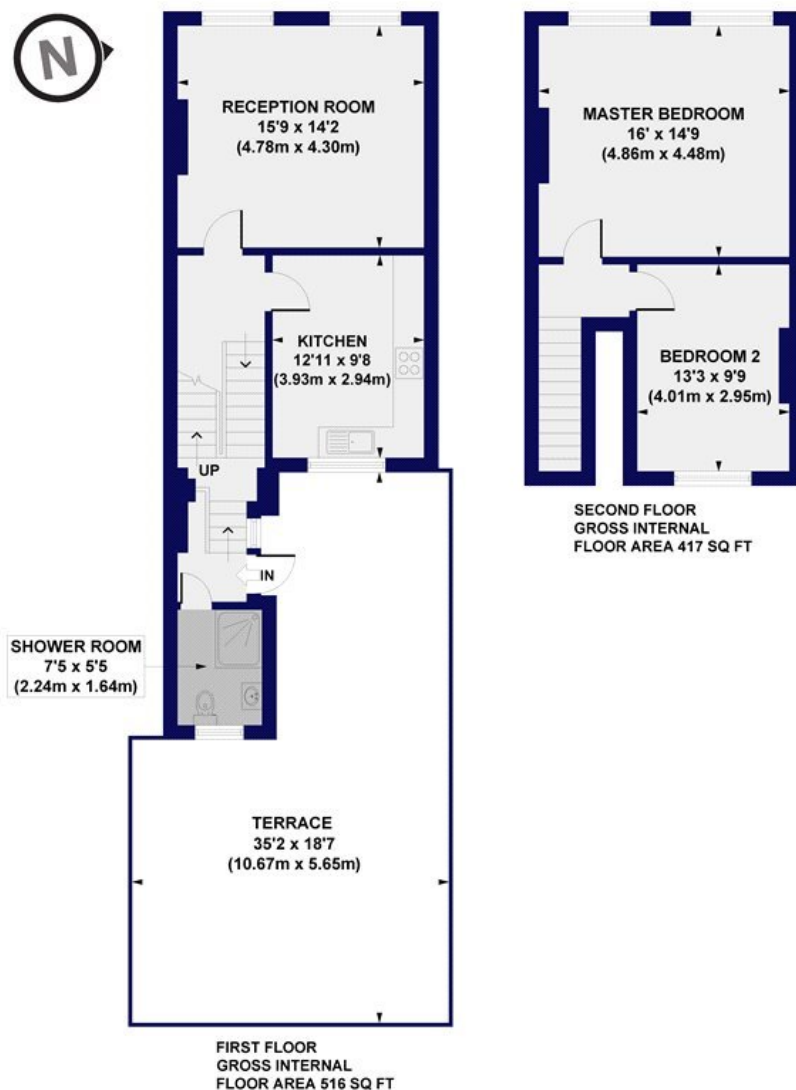 N
RECEPTION ROOM
15'9 x 14'2
(4.78m x 4.30m)
KITCHEN
12'11 x 9'8
(3.93m x 2.94m)
UP
IN
SHOWER ROOM
7'5 x 5'5
(2.24m x 1.64m)
TERRACE
35'2 x 18'7
(10.67m x 5.65m)
FIRST FLOOR
GROSS INTERNAL
FLOOR AREA 516 SQ FT
MASTER BEDROOM
16' x 14'9
(4.86m x 4.48m)
BEDROOM 2
13'3 x 9'9
(4.01m x 2.95m)
SECOND FLOOR
GROSS INTERNAL
FLOOR AREA 417 SQ FT